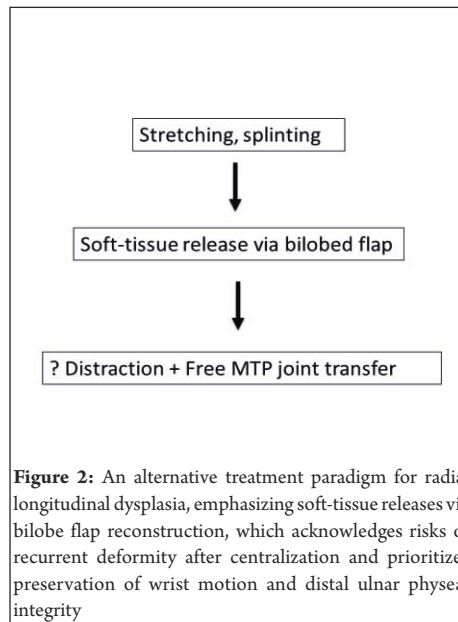 Stretching, splinting
Soft-tissue release via bilobed flap
? Distraction + Free MTP joint transfer
Figure 2: An alternative treatment paradigm for radia
longitudinal dysplasia, emphasizing soft-tissue releases vi
bilobe flap reconstruction, which acknowledges risks o
recurrent deformity after centralization and prioritize
preservation of wrist motion and distal ulnar physea
integrity